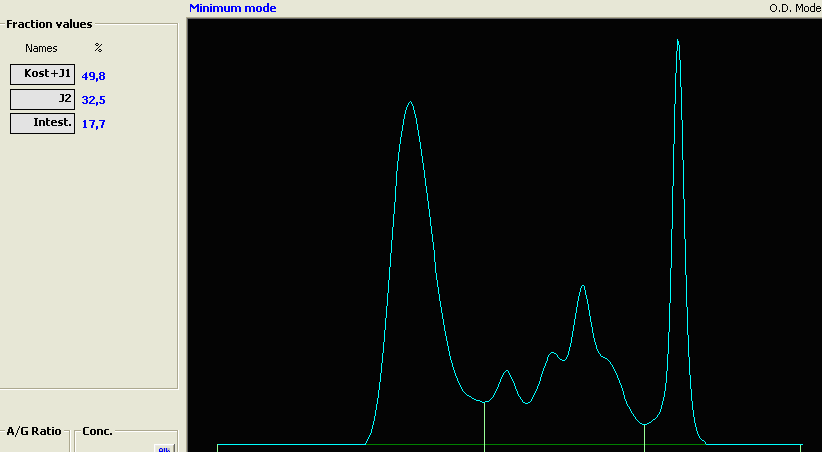 Minimum mode
O.D. Mode
Fraction values
Names %
Kost+J1 49,8
J2 32,5
Intest. 17,7
A/G Ratio
Conc.